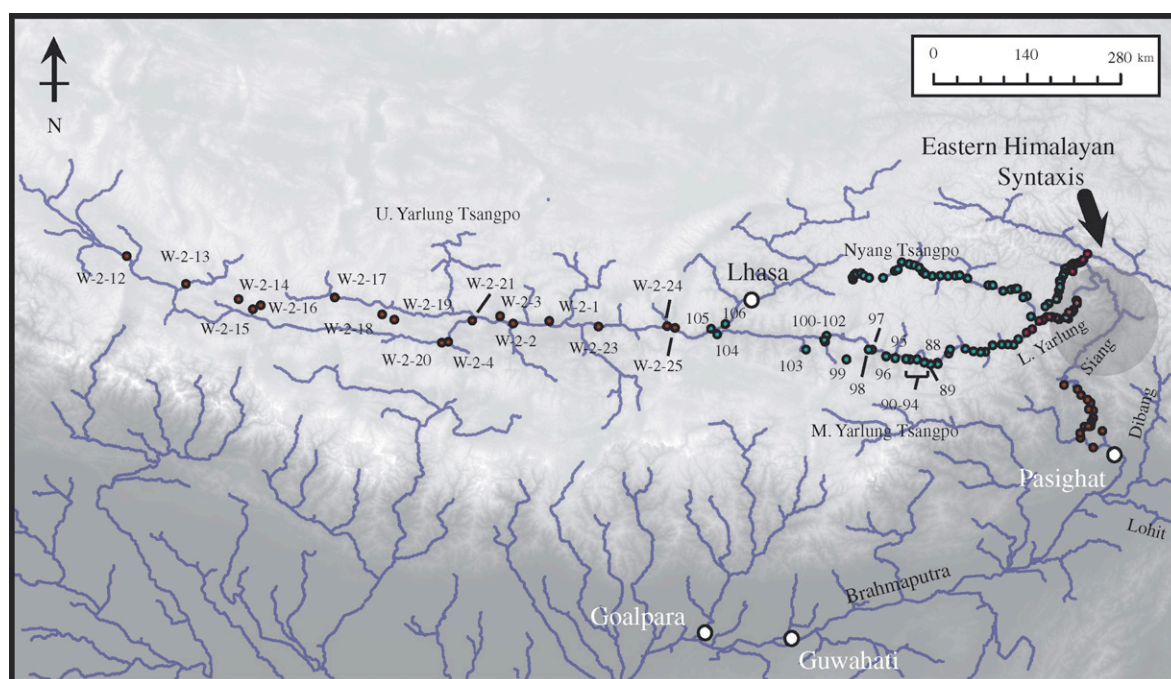 0 140 280 km
N
Eastern Himalayan
Syntaxis
U. Yarlung Tsangpo
Nyang Tsangpo
Lhasa
W-2-13
W-2-12
W-2-14
W-2-17
W-2-21
W-2-3
W-2-1
W-2-24
W-2-16
W-2-19
W-2-15
W-2-18
W-2-2
W-2-23
W-2-20
W-2-4
W-2-25
105
106
104
100-102
97
95
88
103
99
98
96
89
90-94
L. Yarlung
Siang
Dibang
M. Yarlung Tsangpo
Pasighat
Lohit
Brahmaputra
Goalpara
Guwahati